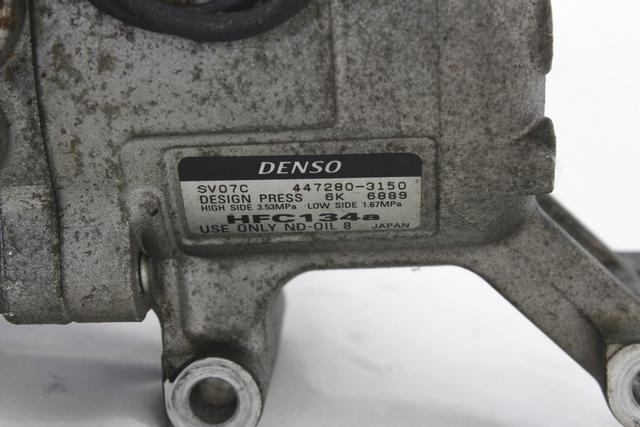 DENSO
SV07C 447280-3150
DESIGN PRESS 6K 6889
HIGH SIDE 3.53MPa LOW SIDE 1.67MPa
HFC134a
USE ONLY ND-OIL 8 JAPAN